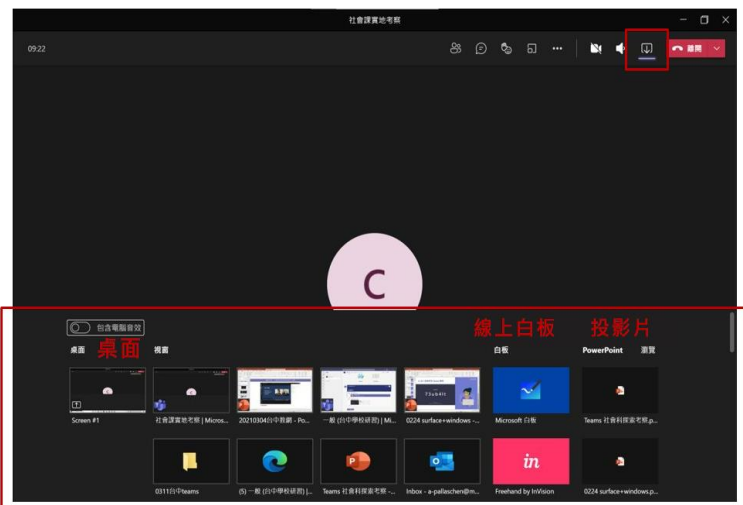 社會課實地考察
09:22
離開
包含電腦音效
線上白板
投影片
桌面
桌面
視窗
白板
PowerPoint
瀏覽
Screen #1
社會課實地考察 | Micros...
20210304台中教網 - Po...
一般 (台中學校研習) | Mi...
0224 surface+windows -...
Microsoft 白板
Teams 社會科探索考察.p...
0311台中teams
(5) 一般 (台中學校研習) |...
Teams 社會科探索考察 -...
Inbox - a-pallaschen@m...
Freehand by InVision
0224 surface+windows.p...
C
in